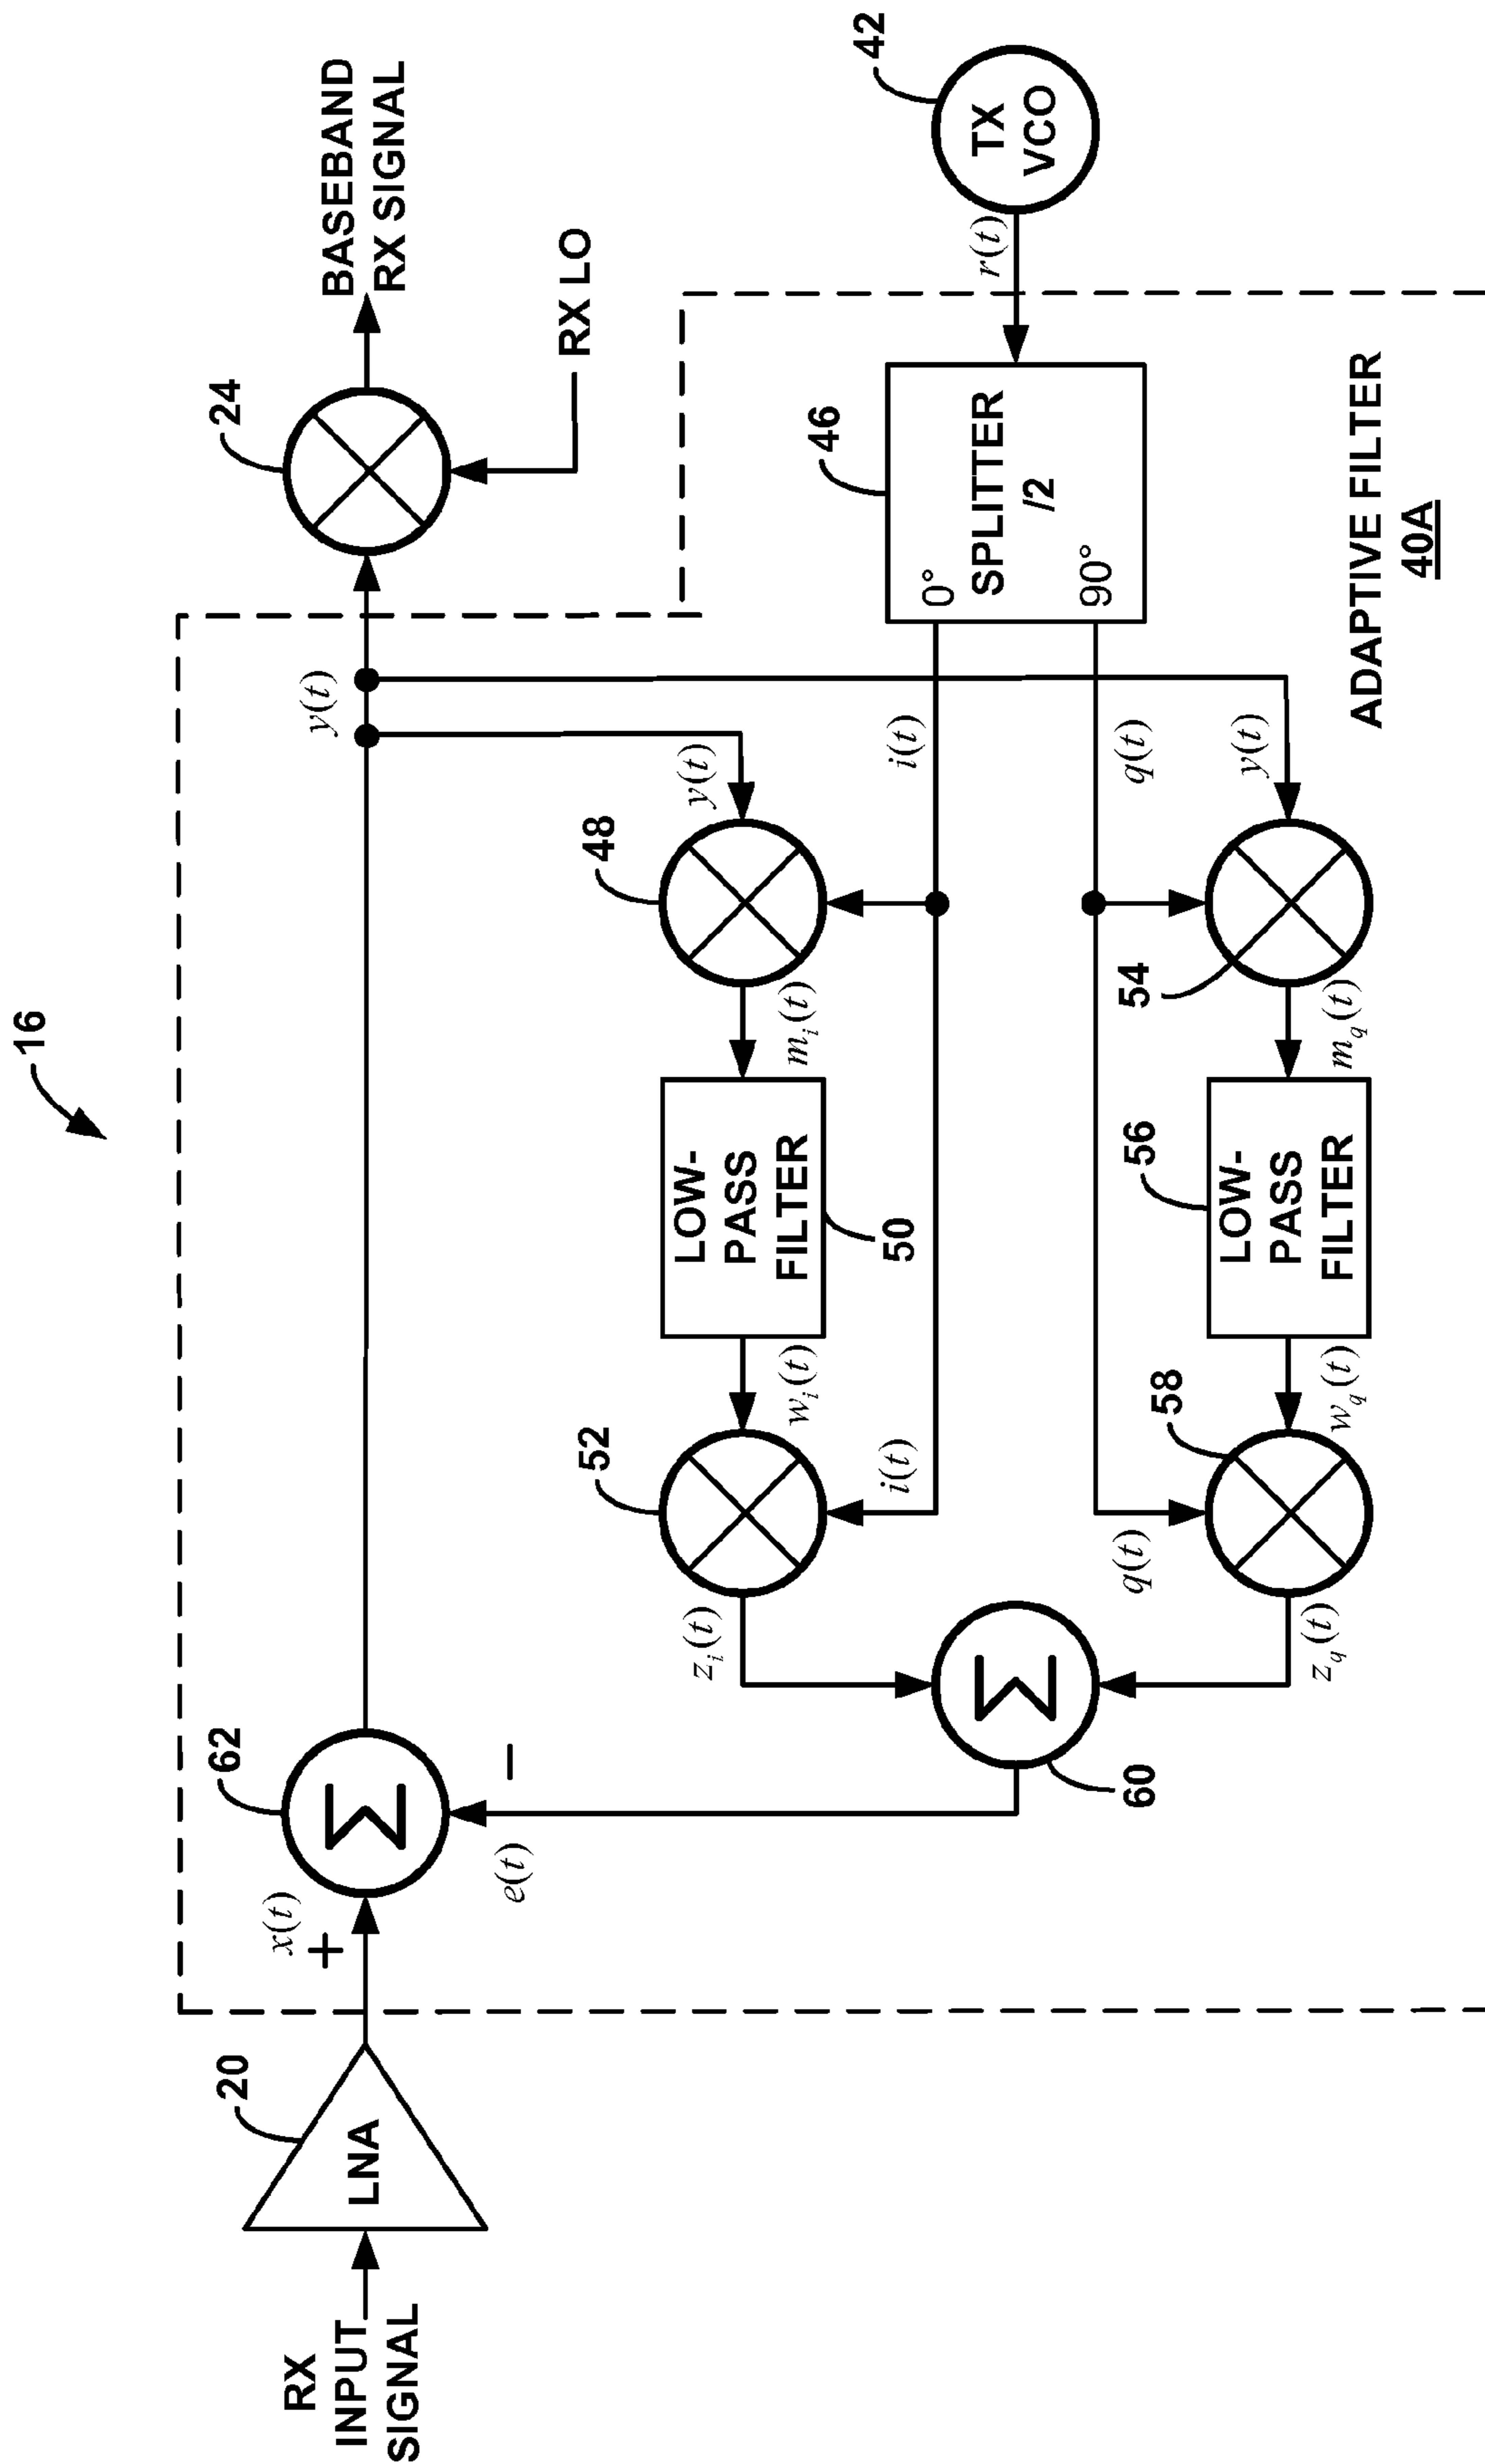 16
RX
INPUT
SIGNAL
LNA
20
x(t)
+
Σ
62
e(t)
−
y(t)
24
BASEBAND
RX SIGNAL
RX LO
z_i(t)
52
w_i(t)
i(t)
LOW-
PASS
FILTER
50
m_i(t)
48
y(t)
i(t)
Σ
60
0°
SPLITTER
/2
90°
46
r(t)
TX
VCO
42
z_q(t)
q(t)
58
w_q(t)
LOW-
PASS
FILTER
56
m_q(t)
54
q(t)
y(t)
ADAPTIVE FILTER
40A